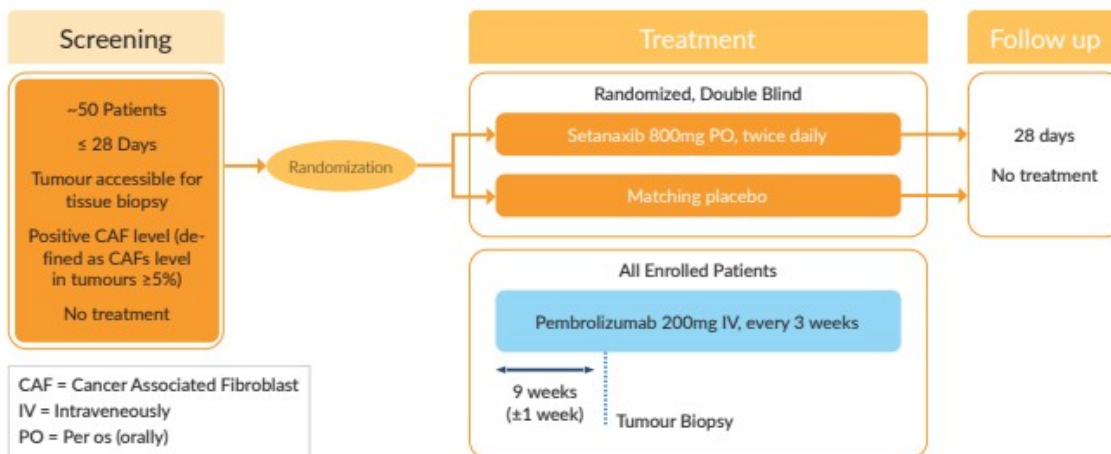 Screening
~50 Patients
≤ 28 Days
Tumour accessible for
tissue biopsy
Positive CAF level (de-
fined as CAFs level
in tumours ≥5%)
No treatment
CAF = Cancer Associated Fibroblast
IV = Intraveneously
PO = Per os (orally)
Randomization
Treatment
Randomized, Double Blind
Setanaxib 800mg PO, twice daily
Matching placebo
All Enrolled Patients
Pembrolizumab 200mg IV, every 3 weeks
9 weeks
(±1 week)
Tumour Biopsy
Follow up
28 days
No treatment